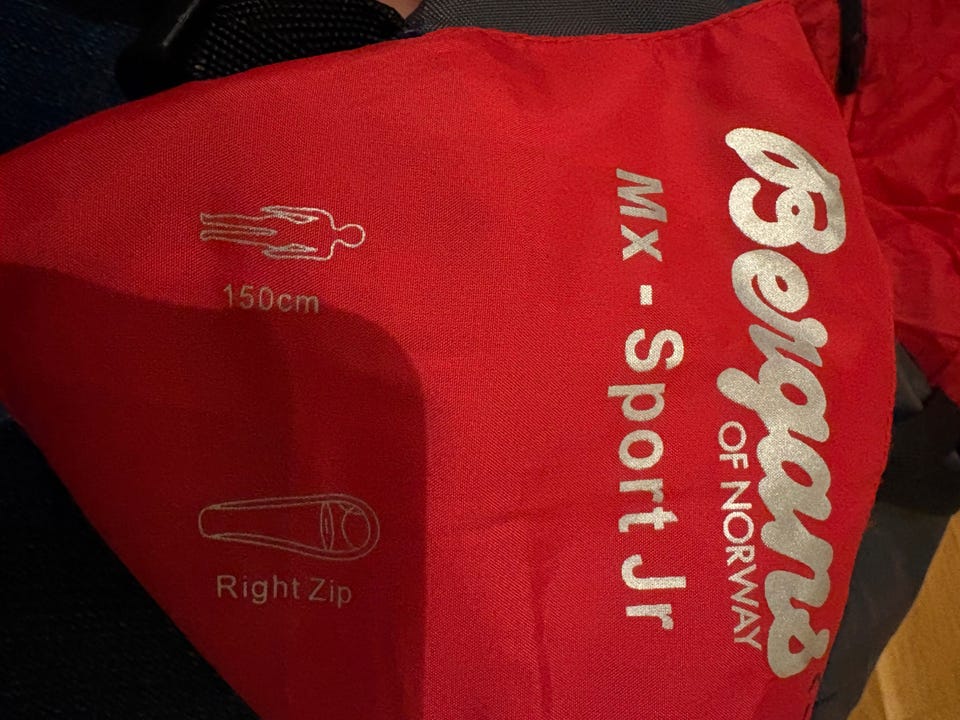 Bergans
OF NORWAY
Mx - Sport Jr
150cm
Right Zip